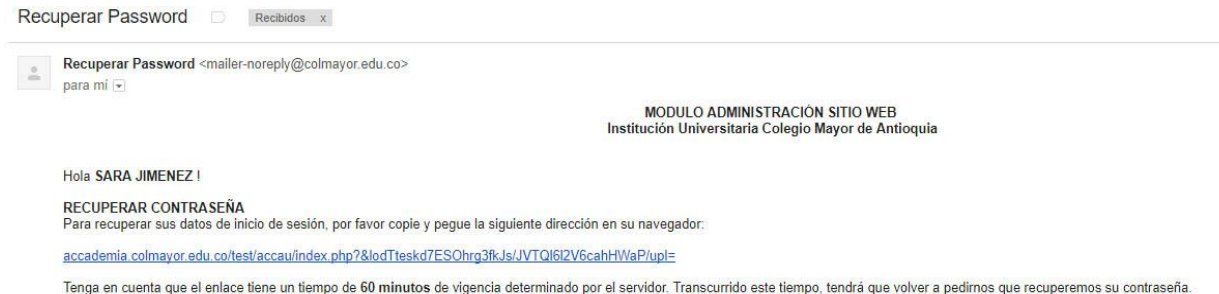 Recuperar Password
Recibidos x
Recuperar Password <mailer-noreply@colmayor.edu.co>
para mí
MODULO ADMINISTRACIÓN SITIO WEB
Institución Universitaria Colegio Mayor de Antioquia
Hola SARA JIMENEZ !
RECUPERAR CONTRASEÑA
Para recuperar sus datos de inicio de sesión, por favor copie y pegue la siguiente dirección en su navegador:
accademia.colmayor.edu.co/test/accau/index.php?&lodTteskd7ESOhrg3fkJs/JVTQI6I2V6cahHWaP/upI=
Tenga en cuenta que el enlace tiene un tiempo de 60 minutos de vigencia determinado por el servidor. Transcurrido este tiempo, tendrá que volver a pedirnos que recuperemos su contraseña.